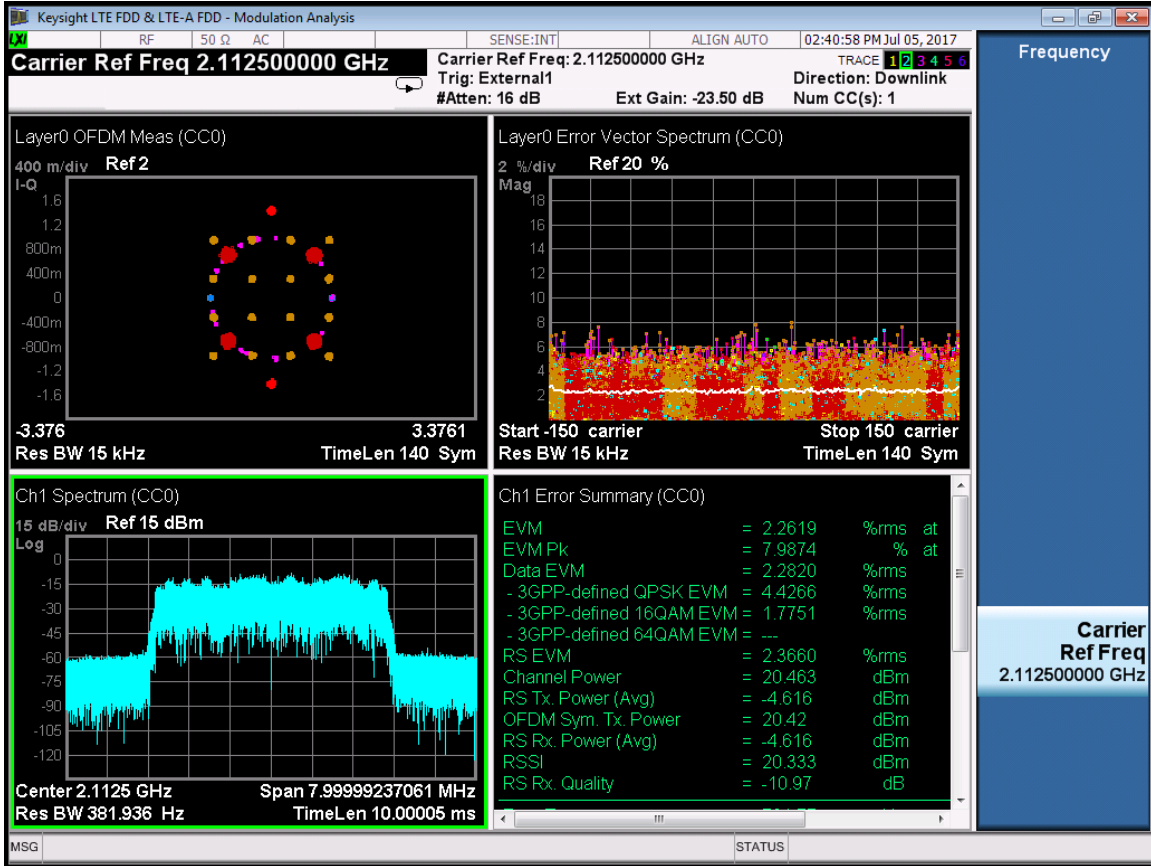 Keysight LTE FDD & LTE-A FDD - Modulation Analysis
LXI RF 50 Ω AC SENSE:INT ALIGN AUTO 02:40:58 PM Jul 05, 2017
Carrier Ref Freq 2.112500000 GHz
Carrier Ref Freq: 2.112500000 GHz
Trig: External1
#Atten: 16 dB Ext Gain: -23.50 dB
TRACE 1 2 3 4 5 6
Direction: Downlink
Num CC(s): 1
Layer0 OFDM Meas (CC0)
400 m/div Ref 2
I-Q
1.6
1.2
800m
400m
0
-400m
-800m
-1.2
-1.6
-3.376 3.3761
Res BW 15 kHz TimeLen 140 Sym
Layer0 Error Vector Spectrum (CC0)
2 %/div Ref 20 %
Mag
18
16
14
12
10
8
6
4
2
Start -150 carrier Stop 150 carrier
Res BW 15 kHz TimeLen 140 Sym
Ch1 Spectrum (CC0)
15 dB/div Ref 15 dBm
Log
0
-15
-30
-45
-60
-75
-90
-105
-120
Center 2.1125 GHz Span 7.99999237061 MHz
Res BW 381.936 Hz TimeLen 10.00005 ms
Ch1 Error Summary (CC0)
EVM = 2.2619 %rms at
EVM Pk = 7.9874 % at
Data EVM = 2.2820 %rms
- 3GPP-defined QPSK EVM = 4.4266 %rms
- 3GPP-defined 16QAM EVM = 1.7751 %rms
- 3GPP-defined 64QAM EVM = ---
RS EVM = 2.3660 %rms
Channel Power = 20.463 dBm
RS Tx. Power (Avg) = -4.616 dBm
OFDM Sym. Tx. Power = 20.42 dBm
RS Rx. Power (Avg) = -4.616 dBm
RSSI = 20.333 dBm
RS Rx. Quality = -10.97 dB
Frequency
Carrier
Ref Freq
2.112500000 GHz
MSG STATUS